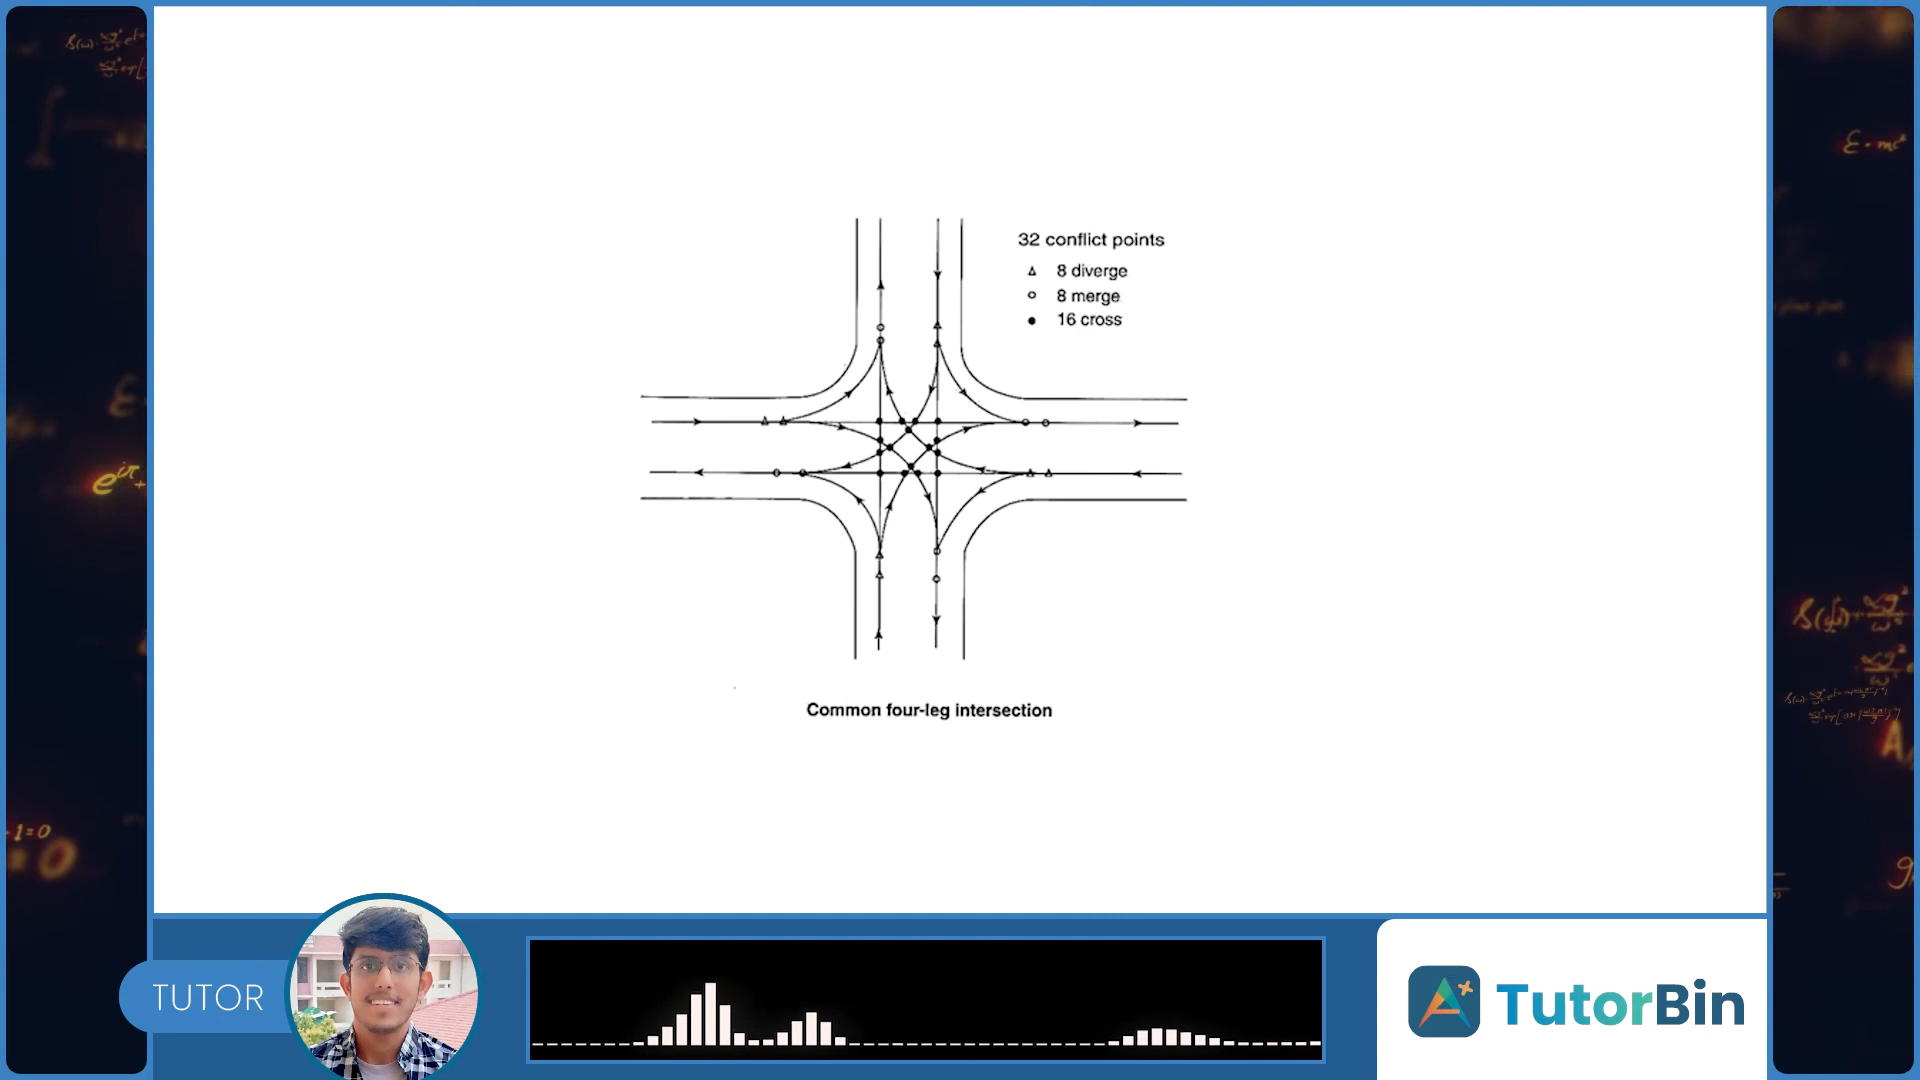 32 conflict points
8 diverge
8 merge
16 cross
Common four-leg intersection
TUTOR
TutorBin